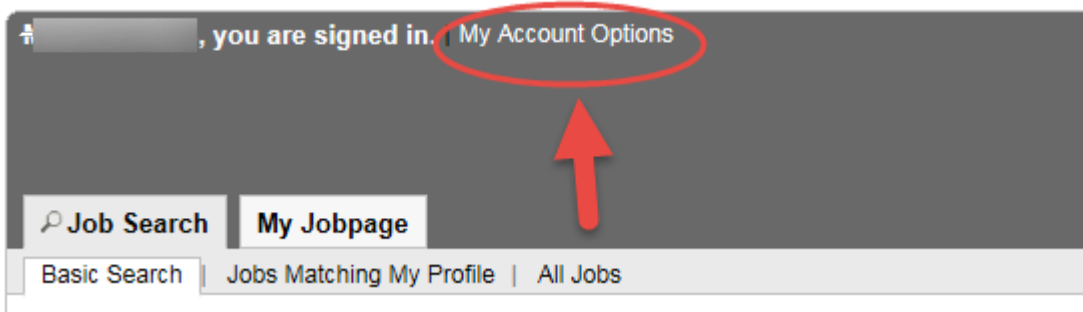 , you are signed in. | My Account Options
Job Search My Jobpage
Basic Search | Jobs Matching My Profile | All Jobs